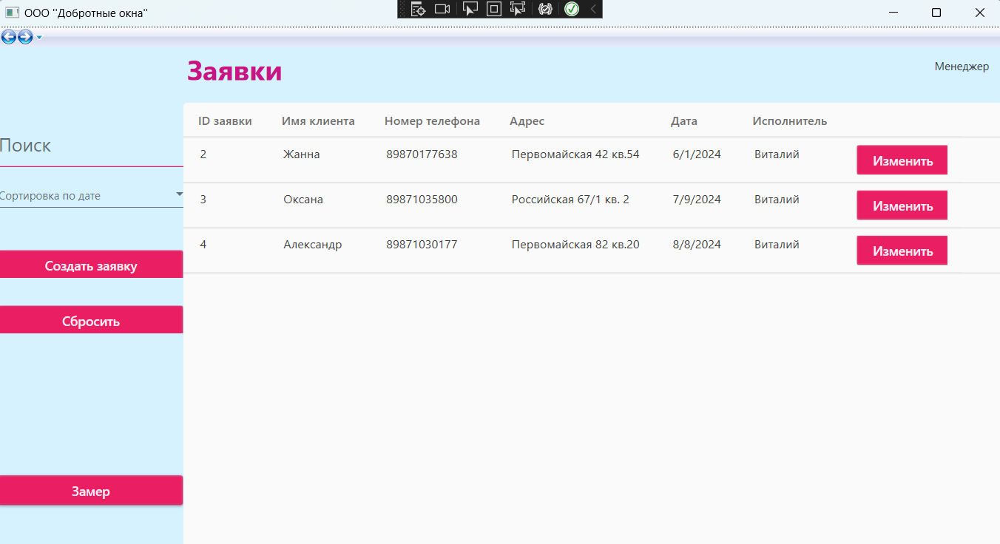 ООО "Добротные окна"
Заявки
Менеджер
ID заявки Имя клиента Номер телефона Адрес Дата Исполнитель
Поиск
2 Жанна 89870177638 Первомайская 42 кв.54 6/1/2024 Виталий Изменить
Сортировка по дате
3 Оксана 89871035800 Российская 67/1 кв. 2 7/9/2024 Виталий Изменить
4 Александр 89871030177 Первомайская 82 кв.20 8/8/2024 Виталий Изменить
Создать заявку
Сбросить
Замер